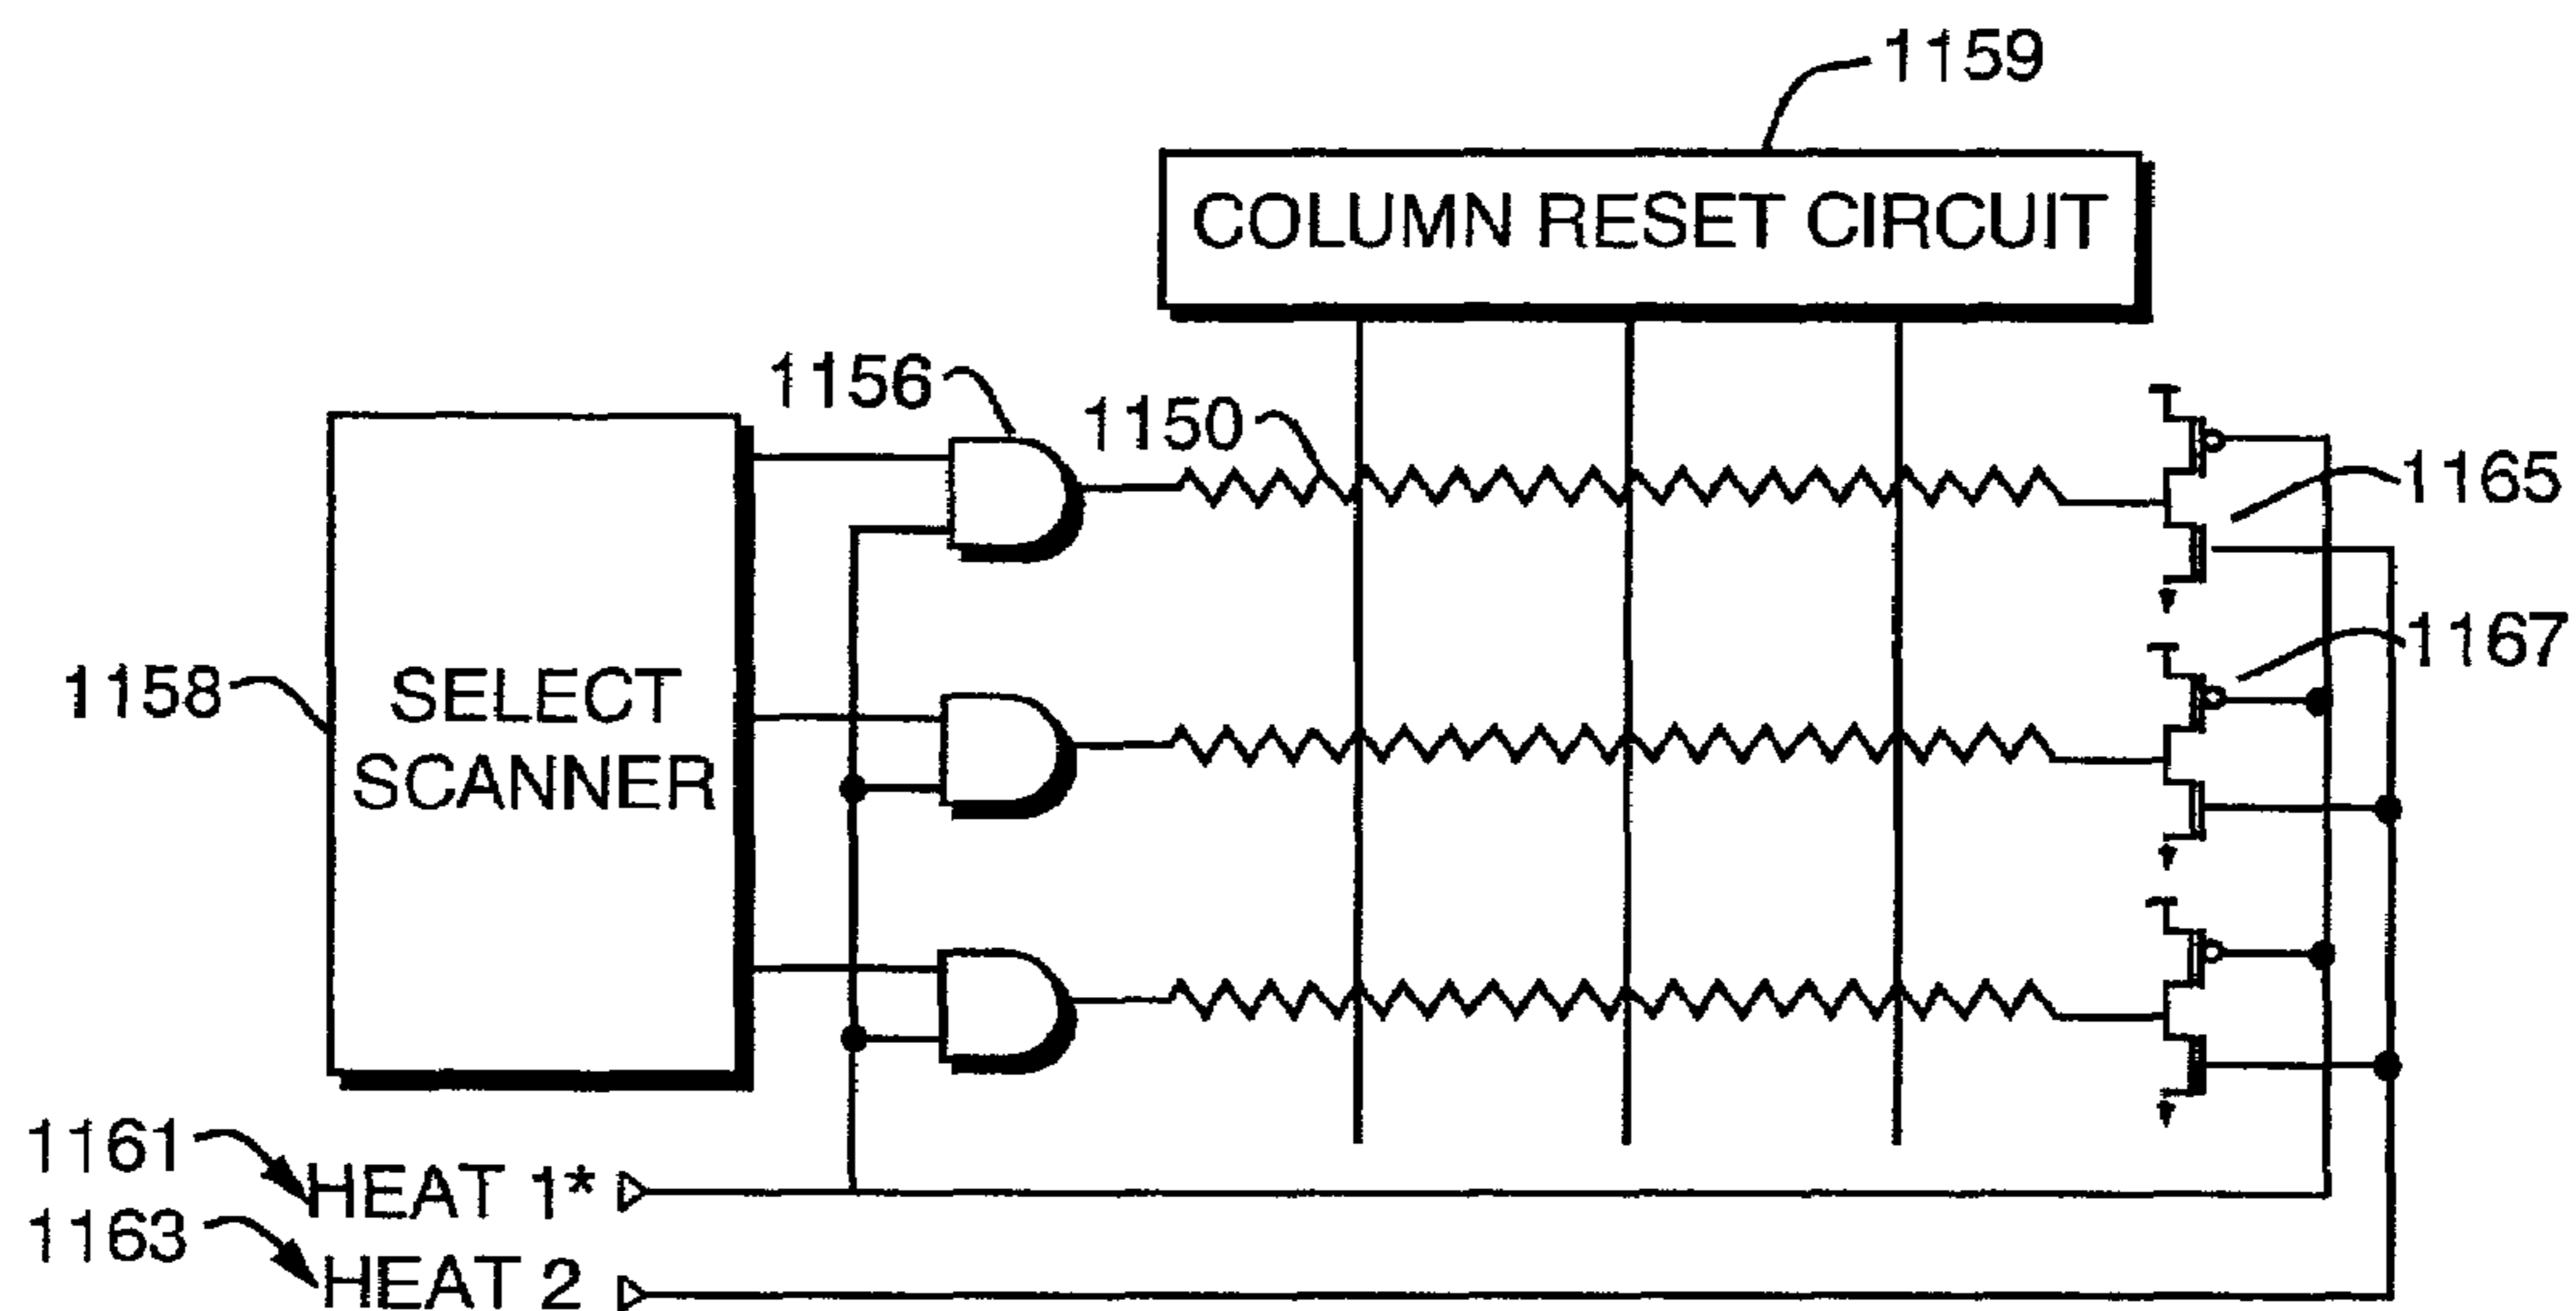 1159
COLUMN RESET CIRCUIT
1156
1150
1165
1167
1158
SELECT
SCANNER
1161
HEAT 1*
1163
HEAT 2